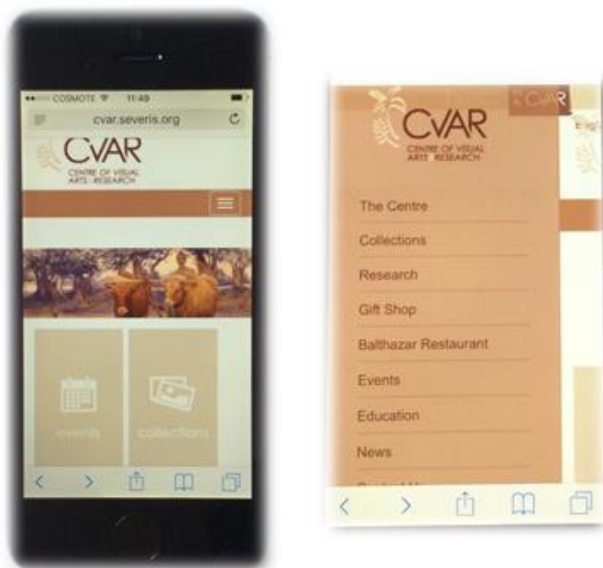 COSMOTE 11:49
cvar.severis.org
CVAR
CENTRE OF VISUAL
ARTS & RESEARCH
events
collections
CVAR
CVAR
CENTRE OF VISUAL
ARTS & RESEARCH
The Centre
Collections
Research
Gift Shop
Balthazar Restaurant
Events
Education
News